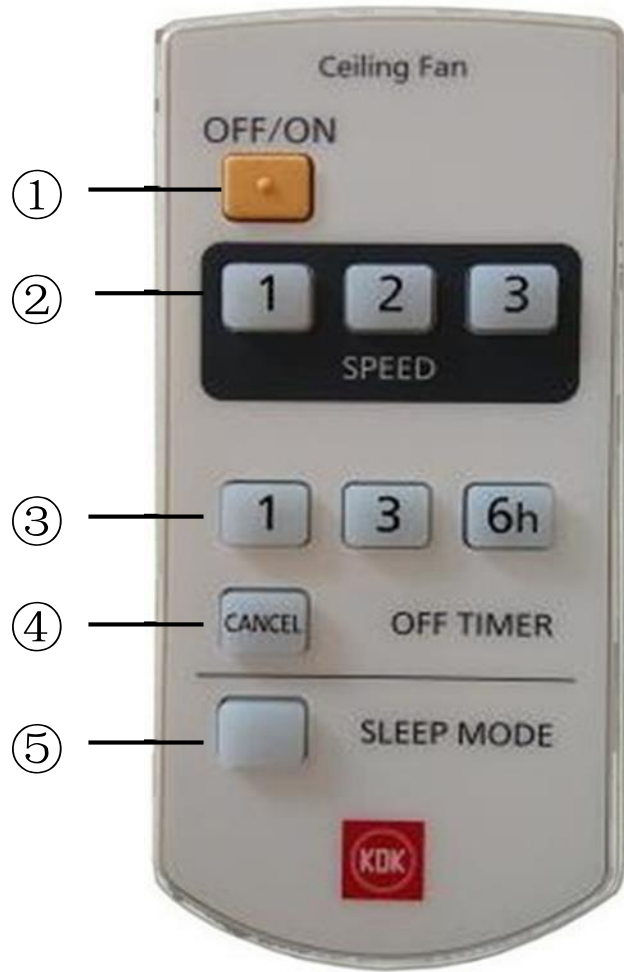 Ceiling Fan
OFF/ON
①
② 1 2 3
SPEED
③ 1 3 6h
④ CANCEL OFF TIMER
⑤ SLEEP MODE
KDK